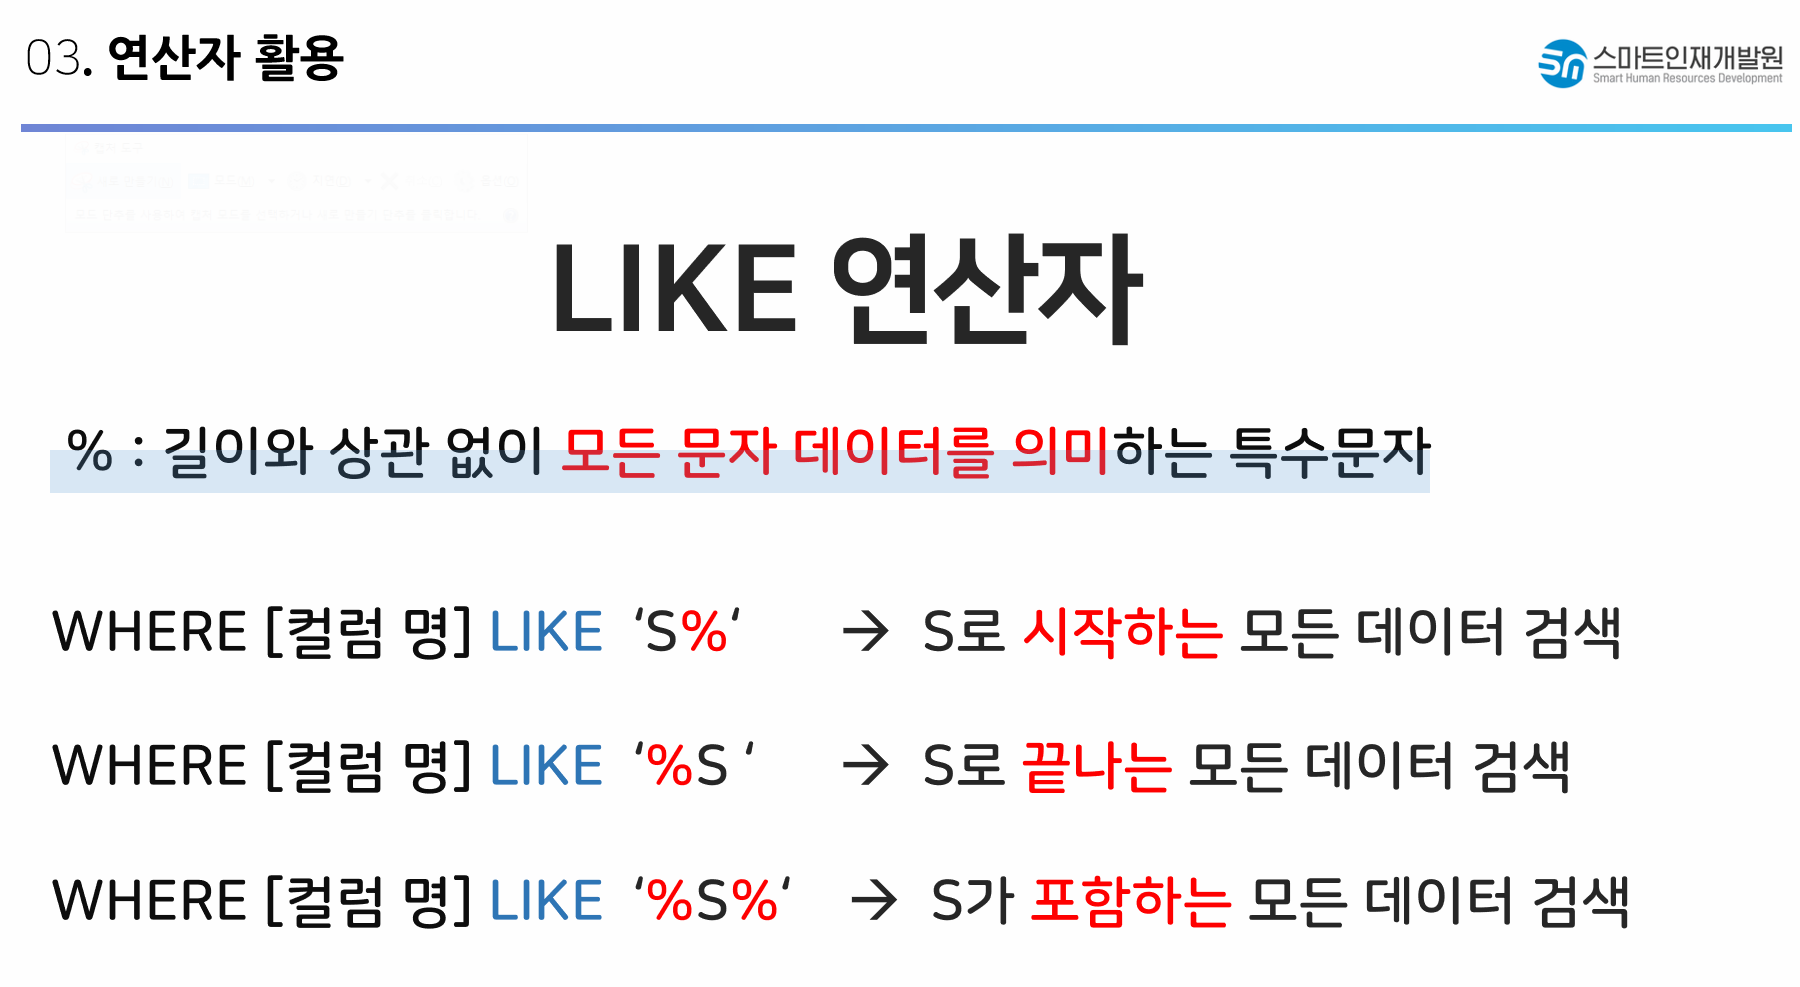 03. 연산자 활용
스마트인재개발원
Smart Human Resources Development
LIKE 연산자
% : 길이와 상관 없이 모든 문자 데이터를 의미하는 특수문자
WHERE [컬럼 명] LIKE ‘S%‘ → S로 시작하는 모든 데이터 검색
WHERE [컬럼 명] LIKE ‘%S ‘ → S로 끝나는 모든 데이터 검색
WHERE [컬럼 명] LIKE ‘%S%‘ → S가 포함하는 모든 데이터 검색